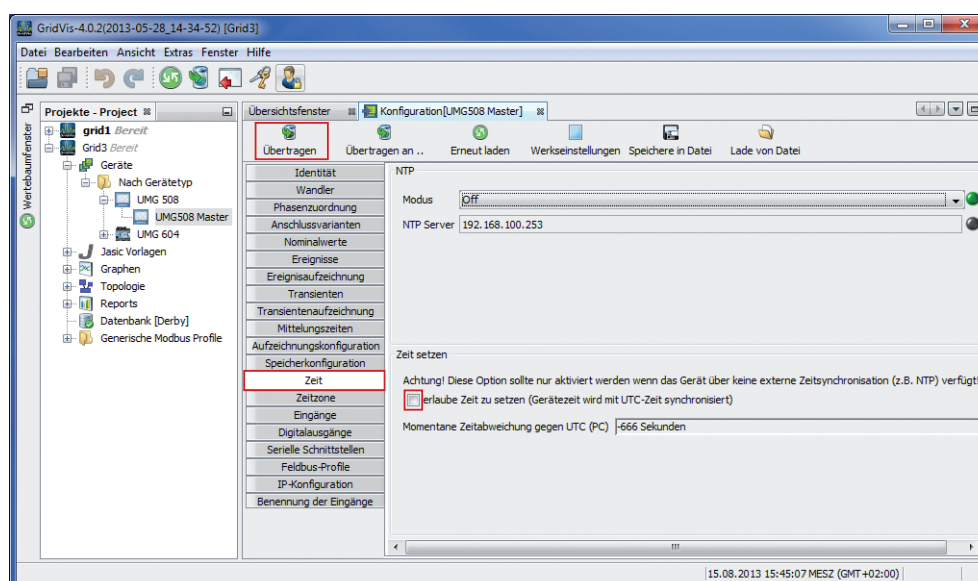 GridVis-4.0.2(2013-05-28_14-34-52) [Grid3]
Datei Bearbeiten Ansicht Extras Fenster Hilfe
Wertebaumfenster
Projekte - Project
grid1 Bereit
Grid3 Bereit
Geräte
Nach Gerätetyp
UMG 508
UMG508 Master
UMG 604
Jasic Vorlagen
Graphen
Topologie
Reports
Datenbank [Derby]
Generische Modbus Profile
Übersichtsfenster Konfiguration[UMG508 Master]
Übertragen Übertragen an .. Erneut laden Werkseinstellungen Speichere in Datei Lade von Datei
Identität
Wandler
Phasenzuordnung
Anschlussvarianten
Nominalwerte
Ereignisse
Ereignisaufzeichnung
Transienten
Transientenaufzeichnung
Mittelungszeiten
Aufzeichnungskonfiguration
Speicherkonfiguration
Zeit
Zeitzone
Eingänge
Digitalausgänge
Serielle Schnittstellen
Feldbus-Profile
IP-Konfiguration
Benennung der Eingänge
NTP
Modus Off
NTP Server 192.168.100.253
Zeit setzen
Achtung! Diese Option sollte nur aktiviert werden wenn das Gerät über keine externe Zeitsynchronisation (z.B. NTP) verfügt!
erlaube Zeit zu setzen (Gerätezeit wird mit UTC-Zeit synchronisiert)
Momentane Zeitabweichung gegen UTC (PC) -666 Sekunden
15.08.2013 15:45:07 MESZ (GMT+02:00)